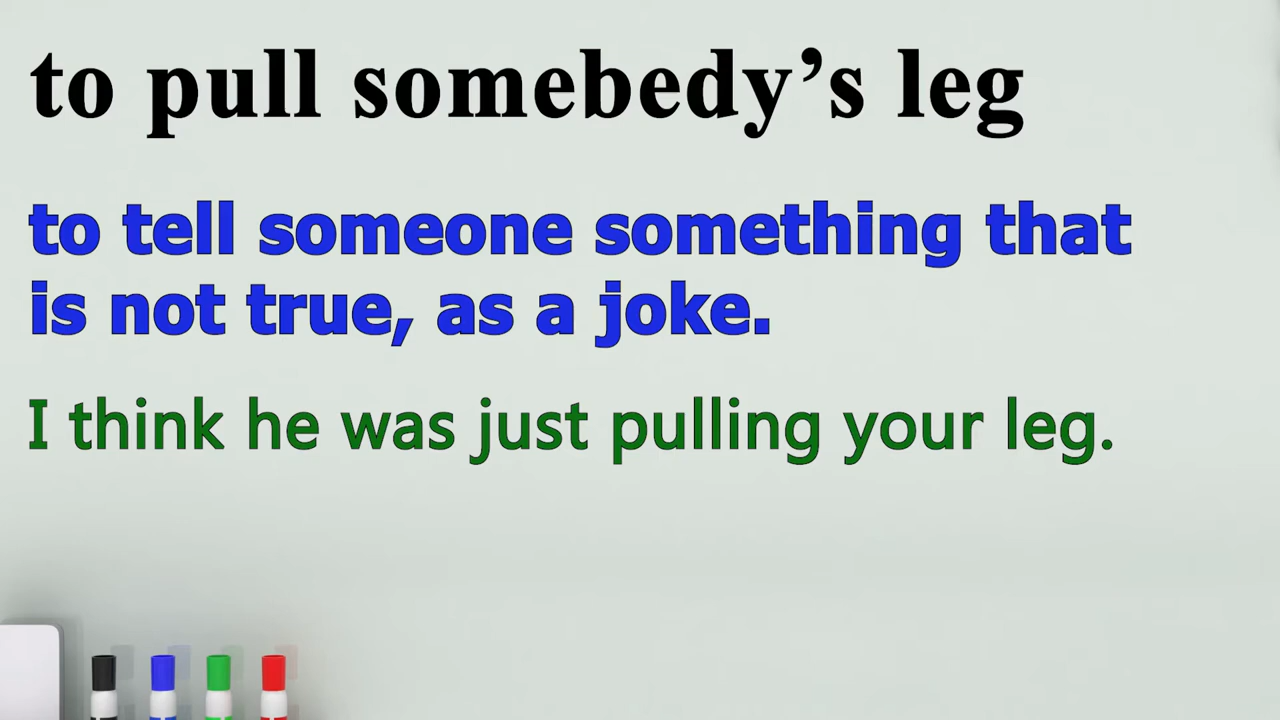 to pull somebedy’s leg
to tell someone something that
is not true, as a joke.
I think he was just pulling your leg.